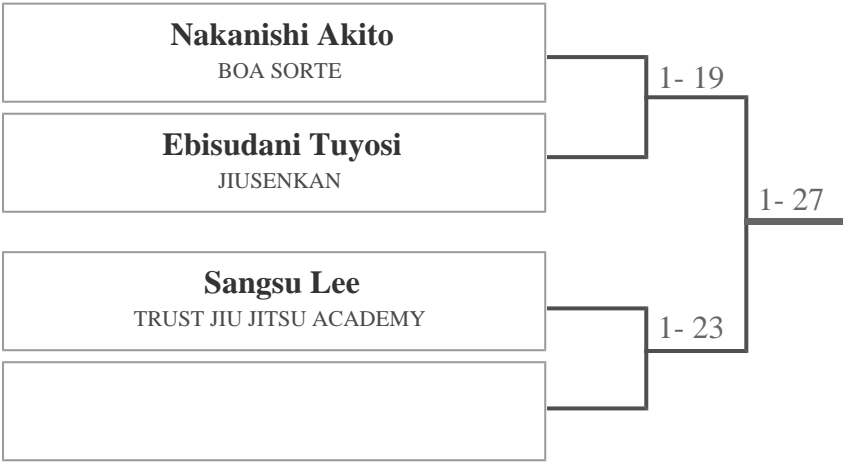 Nakanishi Akito
BOA SORTE
1- 19
Ebisudani Tuyosi
JIUSENKAN
1- 27
Sangsu Lee
TRUST JIU JITSU ACADEMY
1- 23